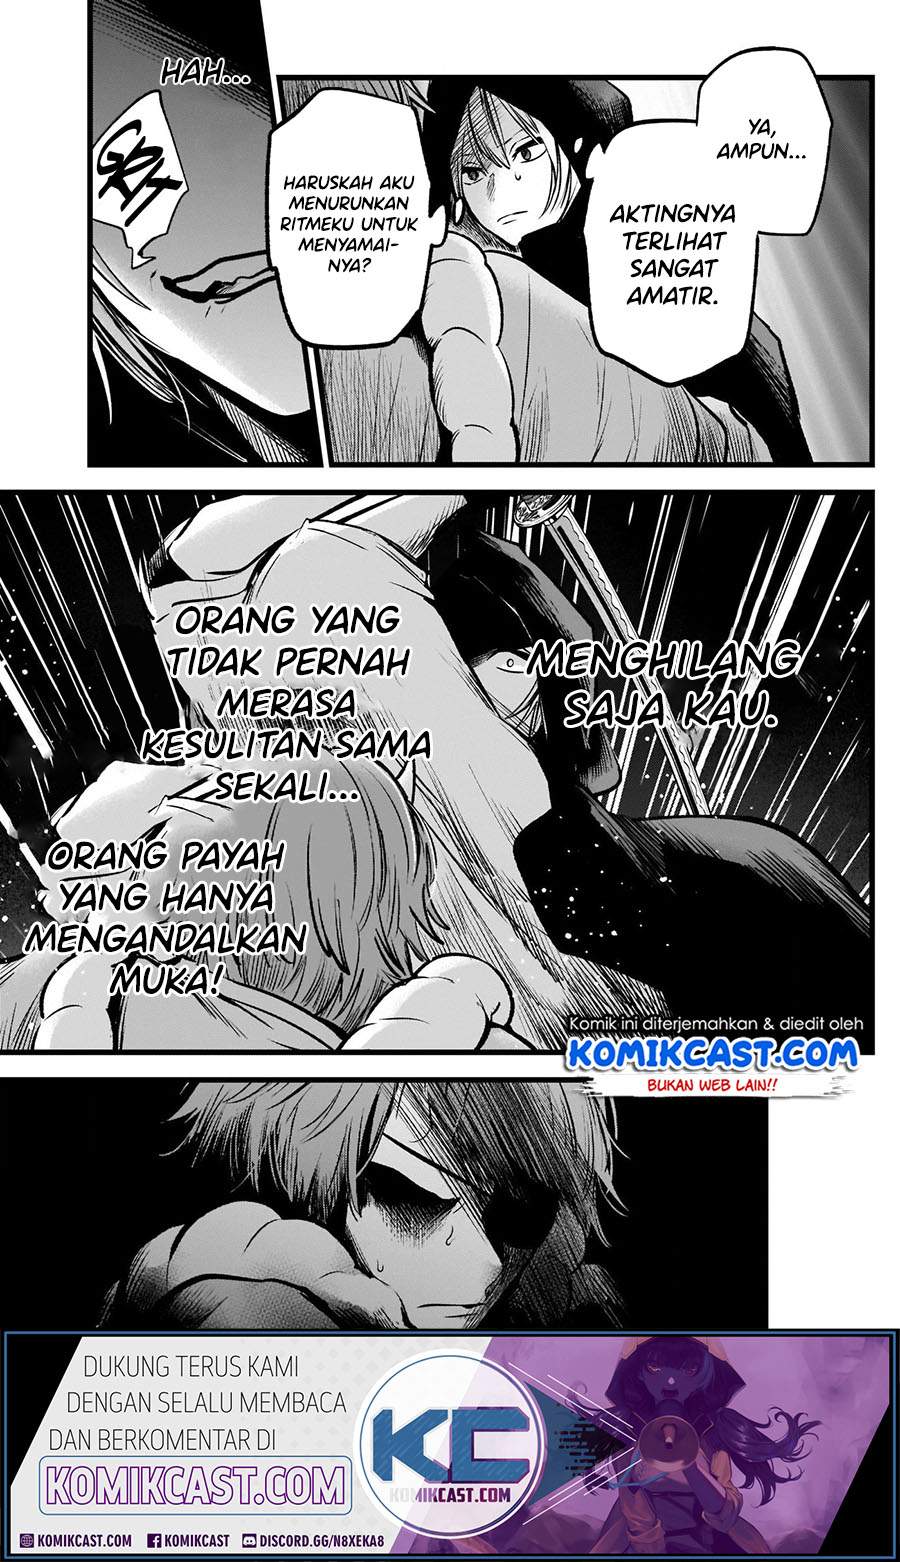 YA,
AMPUN...
AKTINGNYA
TERLIHAT
SANGAT
AMATIR.
HARUSKAH AKU
MENURUNKAN
RITMEKU UNTUK
MENYAMAI-
NYA?
HAH...
GRIT
MENGHILANG
SAJA KAU.
ORANG YANG
TIDAK PERNAH
MERASA
KESULITAN SAMA
SEKALI...
ORANG PAYAH
YANG HANYA
MENGANDALKAN
MUKA!
Komik ini diterjemahkan & diedit oleh
KOMIKCAST.COM
BUKAN WEB LAIN!!
DUKUNG TERUS KAMI
DENGAN SELALU MEMBACA
DAN BERKOMENTAR DI
KOMIKCAST.COM
KOMIKCAST.COM KOMIKCAST DISCORD.GG/N8XEKA8
KC
KOMIKCAST.COM